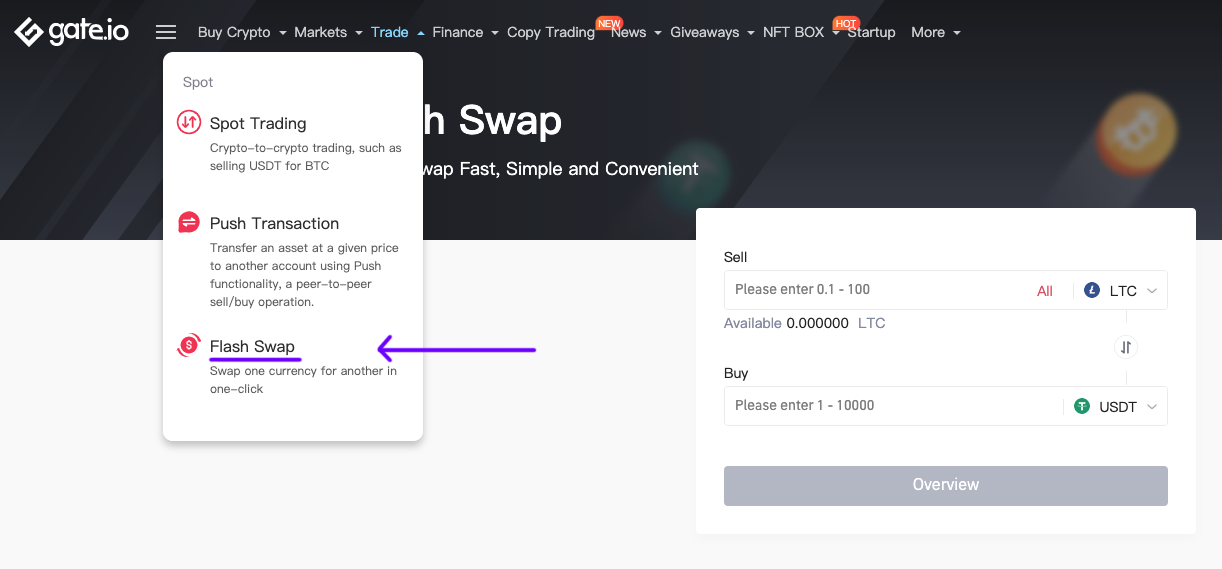 gate.io
Buy Crypto Markets Trade Finance Copy Trading NEW News Giveaways NFT BOX HOT Startup More
Spot
Spot Trading
Crypto-to-crypto trading, such as
selling USDT for BTC
Push Transaction
Transfer an asset at a given price
to another account using Push
functionality, a peer-to-peer
sell/buy operation.
Flash Swap
Swap one currency for another in
one-click
h Swap
wap Fast, Simple and Convenient
Sell
Please enter 0.1 - 100 All LTC
Available 0.000000 LTC
Buy
Please enter 1 - 10000 USDT
Overview